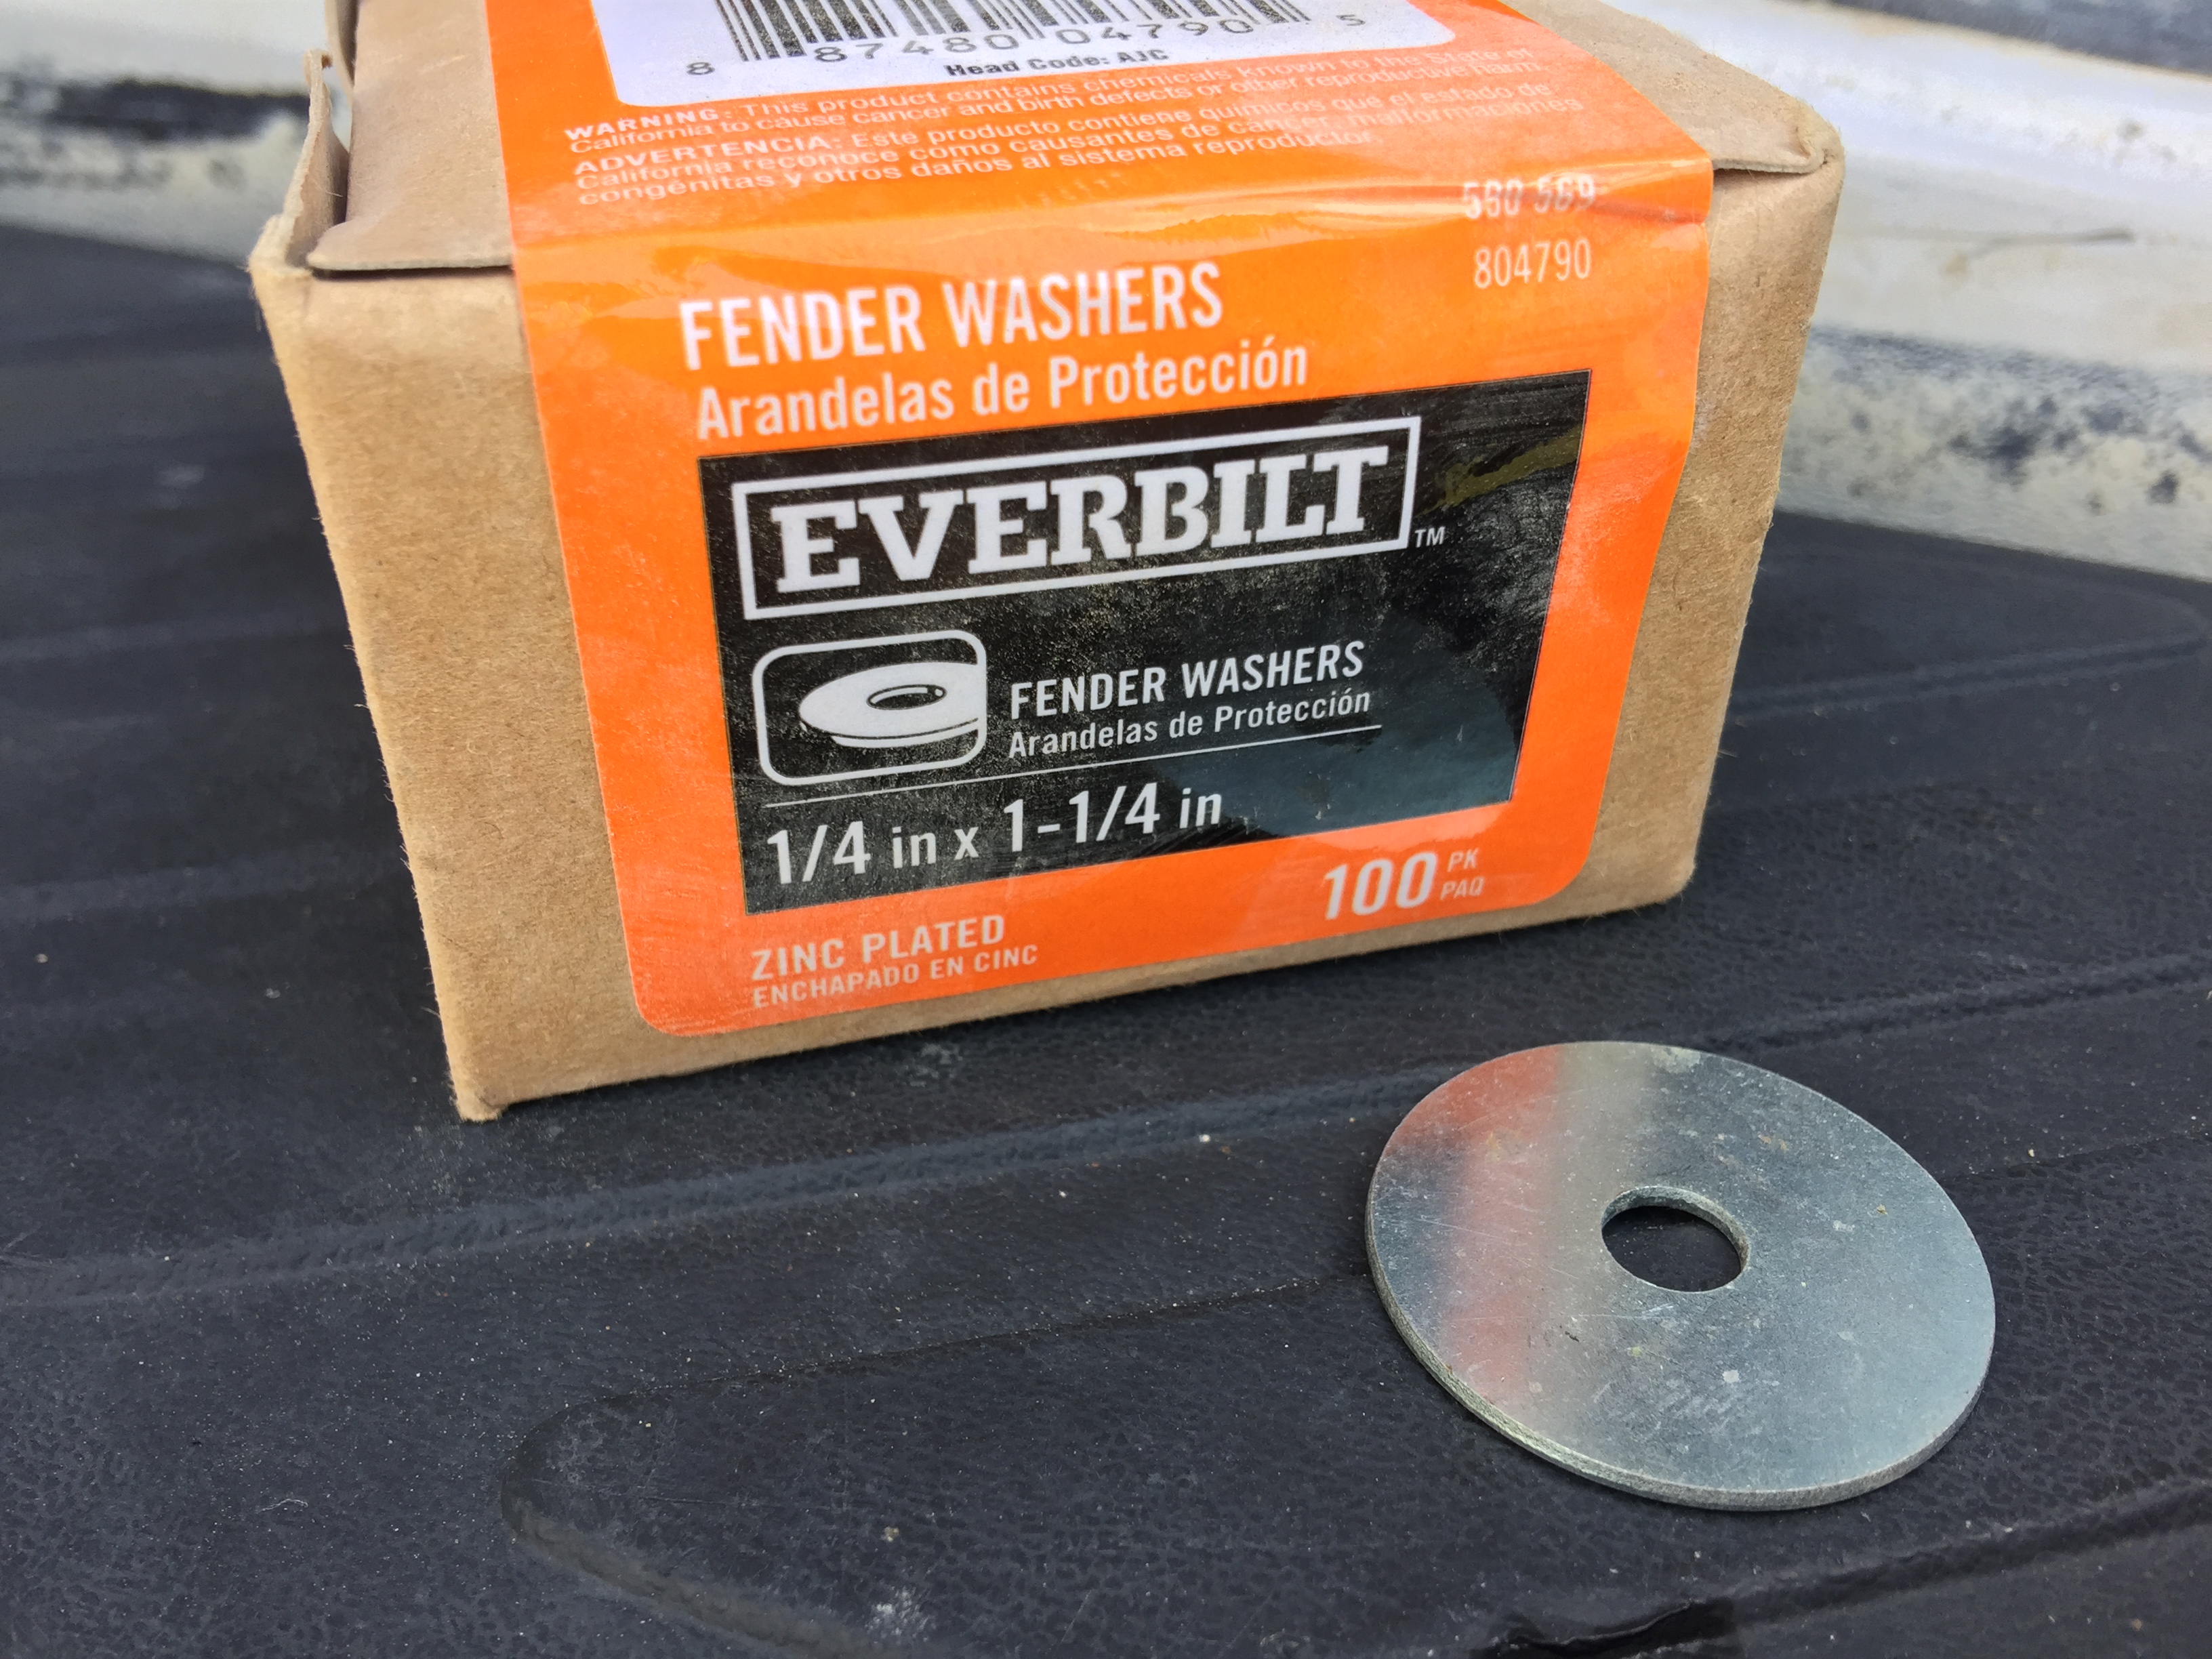 8 87480 04790 5
Head Code: AJC
WARNING: This product contains chemicals known to the State of
California to cause cancer and birth defects or other reproductive harm.
ADVERTENCIA: Este producto contiene químicos que el estado de
California reconoce como causantes de cáncer, malformaciones
congénitas y otros daños al sistema reproductor.
560 569
804790
FENDER WASHERS
Arandelas de Protección
EVERBILT™
FENDER WASHERS
Arandelas de Protección
1/4 in x 1-1/4 in
100 PK
PAQ
ZINC PLATED
ENCHAPADO EN CINC